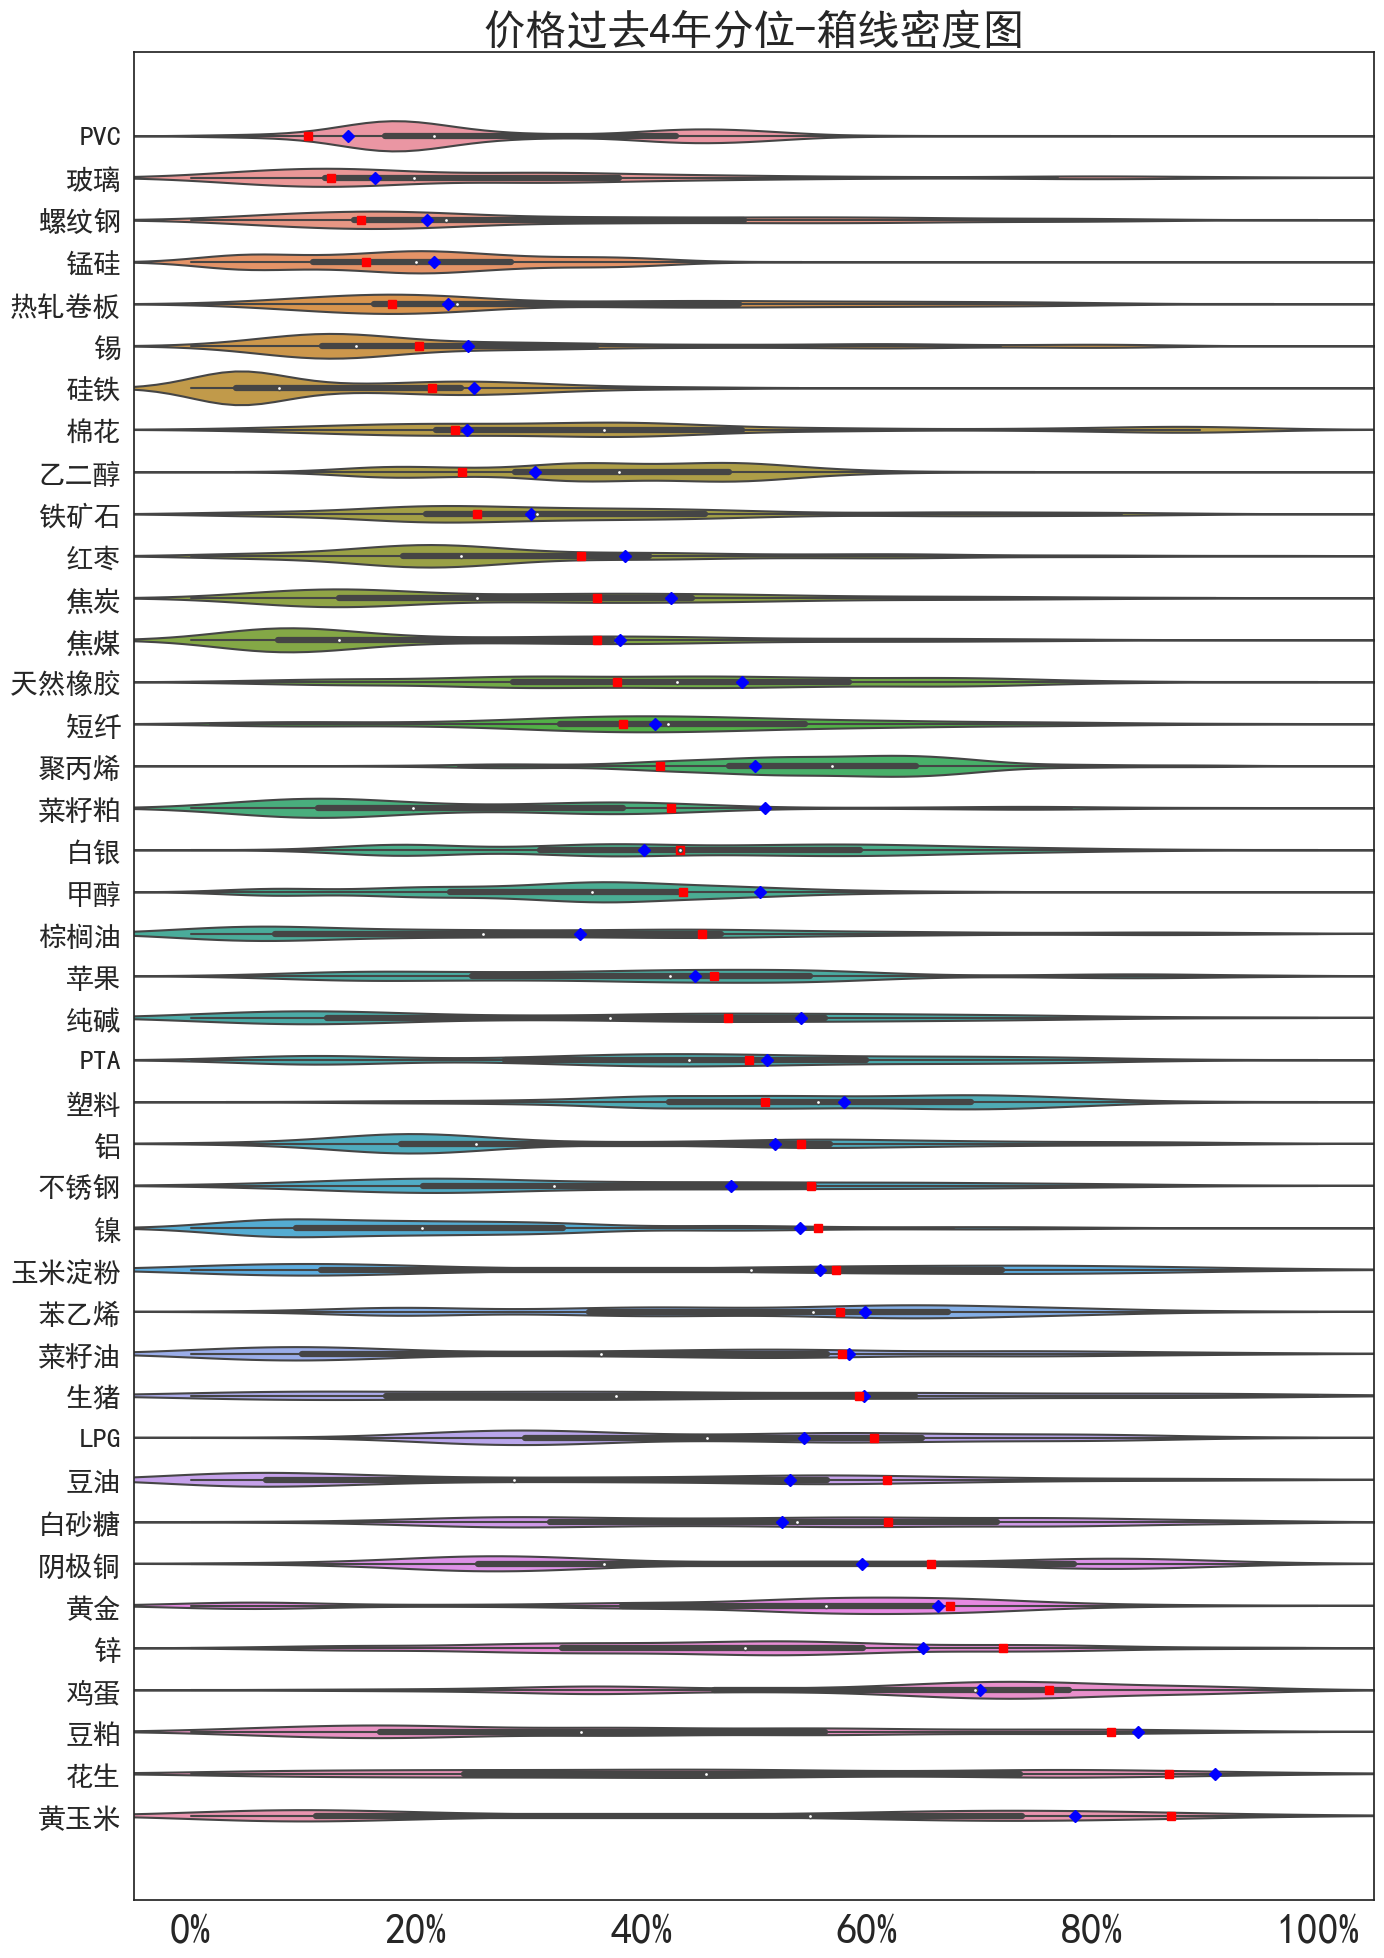 价格过去4年分位-箱线密度图
PVC
玻璃
螺纹钢
锰硅
热轧卷板
锡
硅铁
棉花
乙二醇
铁矿石
红枣
焦炭
焦煤
天然橡胶
短纤
聚丙烯
菜籽粕
白银
甲醇
棕榈油
苹果
纯碱
PTA
塑料
铝
不锈钢
镍
玉米淀粉
苯乙烯
菜籽油
生猪
LPG
豆油
白砂糖
阴极铜
黄金
锌
鸡蛋
豆粕
花生
黄玉米
0% 20% 40% 60% 80% 100%